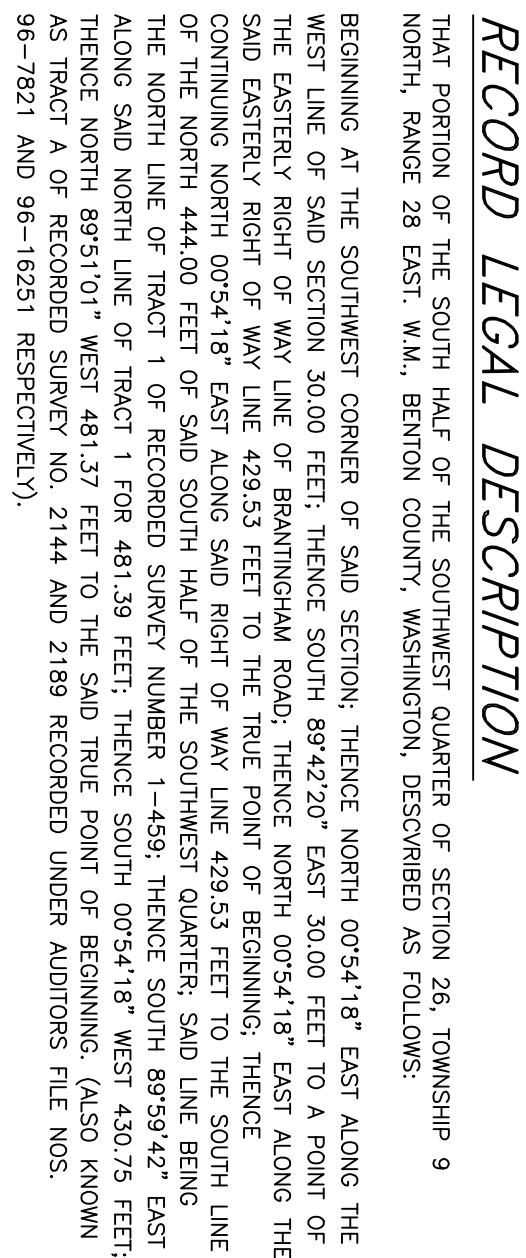 RECORD LEGAL DESCRIPTION
THAT PORTION OF THE SOUTH HALF OF THE SOUTHWEST QUARTER OF SECTION 26, TOWNSHIP 9
NORTH, RANGE 28 EAST. W.M., BENTON COUNTY, WASHINGTON, DESCVRIBED AS FOLLOWS:
BEGINNING AT THE SOUTHWEST CORNER OF SAID SECTION; THENCE NORTH 00°54'18" EAST ALONG THE
WEST LINE OF SAID SECTION 30.00 FEET; THENCE SOUTH 89°42'20" EAST 30.00 FEET TO A POINT OF
THE EASTERLY RIGHT OF WAY LINE OF BRANTINGHAM ROAD; THENCE NORTH 00°54'18" EAST ALONG THE
SAID EASTERLY RIGHT OF WAY LINE 429.53 FEET TO THE TRUE POINT OF BEGINNING; THENCE
CONTINUING NORTH 00°54'18" EAST ALONG SAID RIGHT OF WAY LINE 429.53 FEET TO THE SOUTH LINE
OF THE NORTH 444.00 FEET OF SAID SOUTH HALF OF THE SOUTHWEST QUARTER; SAID LINE BEING
THE NORTH LINE OF TRACT 1 OF RECORDED SURVEY NUMBER 1-459; THENCE SOUTH 89°59'42" EAST
ALONG SAID NORTH LINE OF TRACT 1 FOR 481.39 FEET; THENCE SOUTH 00°54'18" WEST 430.75 FEET;
THENCE NORTH 89°51'01" WEST 481.37 FEET TO THE SAID TRUE POINT OF BEGINNING. (ALSO KNOWN
AS TRACT A OF RECORDED SURVEY NO. 2144 AND 2189 RECORDED UNDER AUDITORS FILE NOS.
96-7821 AND 96-16251 RESPECTIVELY).